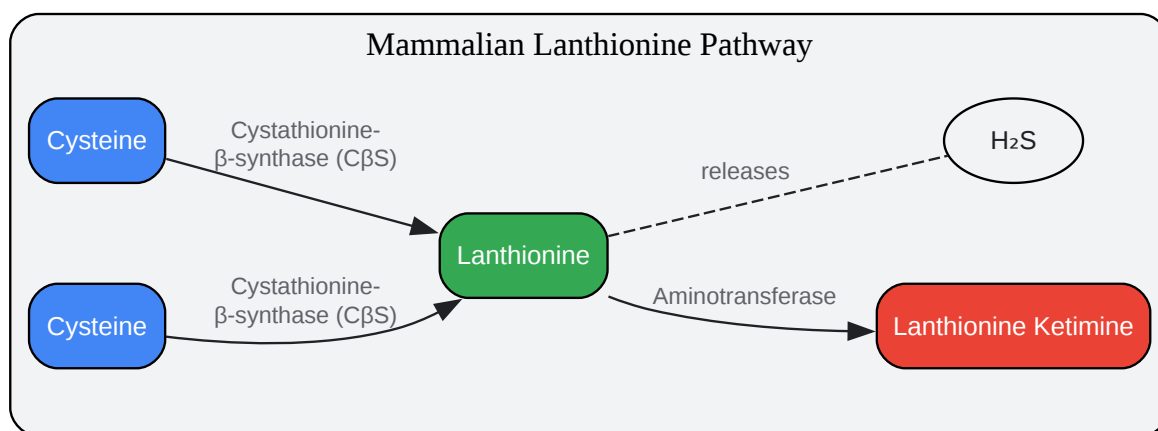 Mammalian Lanthionine Pathway
Cysteine
Cystathionine-
β-synthase (CβS)
H₂S
releases
Lanthionine
Cysteine
Cystathionine-
β-synthase (CβS)
Aminotransferase
Lanthionine Ketimine